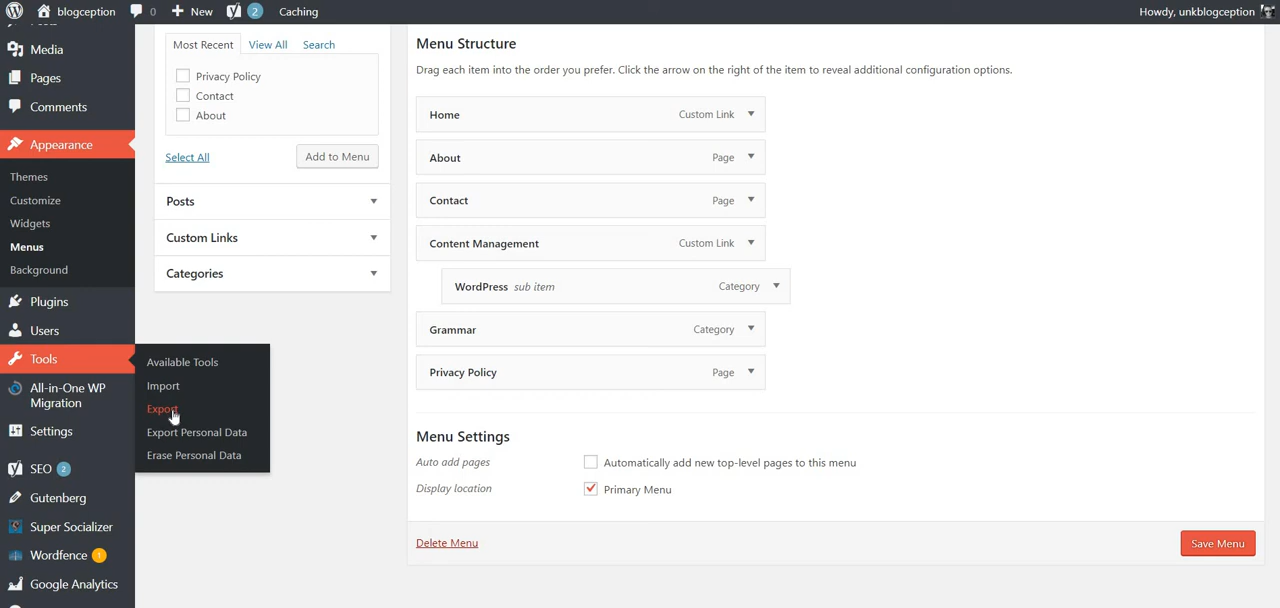 blogception 0 New 2 Caching Howdy, unkblogception
Media
Pages
Comments
Appearance
Themes
Customize
Widgets
Menus
Background
Plugins
Users
Tools
All-in-One WP
Migration
Settings
SEO 2
Gutenberg
Super Socializer
Wordfence 1
Google Analytics
Available Tools
Import
Export
Export Personal Data
Erase Personal Data
Most Recent View All Search
Privacy Policy
Contact
About
Select All Add to Menu
Posts
Custom Links
Categories
Menu Structure
Drag each item into the order you prefer. Click the arrow on the right of the item to reveal additional configuration options.
Home Custom Link
About Page
Contact Page
Content Management Custom Link
WordPress sub item Category
Grammar Category
Privacy Policy Page
Menu Settings
Auto add pages Automatically add new top-level pages to this menu
Display location Primary Menu
Delete Menu Save Menu